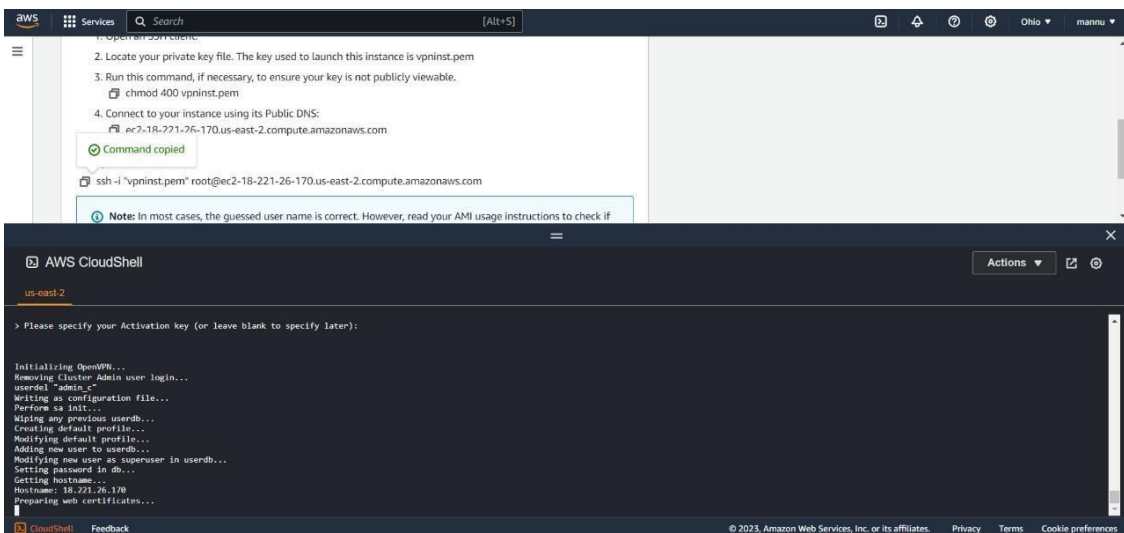 aws Services Search [Alt+S] Ohio mannu
1. Open an SSH client.
2. Locate your private key file. The key used to launch this instance is vpninst.pem
3. Run this command, if necessary, to ensure your key is not publicly viewable.
chmod 400 vpninst.pem
4. Connect to your instance using its Public DNS:
ec2-18-221-26-170.us-east-2.compute.amazonaws.com
Command copied
ssh -i "vpninst.pem" root@ec2-18-221-26-170.us-east-2.compute.amazonaws.com
Note: In most cases, the guessed user name is correct. However, read your AMI usage instructions to check if
AWS CloudShell Actions
us-east-2
> Please specify your Activation key (or leave blank to specify later):
Initializing OpenVPN...
Removing Cluster Admin user login...
userdel "admin_c"
Writing as configuration file...
Perform sa init...
Wiping any previous userdb...
Creating default profile...
Modifying default profile...
Adding new user to userdb...
Modifying new user as superuser in userdb...
Setting password in db...
Getting hostname...
Hostname: 18.221.26.170
Preparing web certificates...
CloudShell Feedback © 2023, Amazon Web Services, Inc. or its affiliates. Privacy Terms Cookie preferences